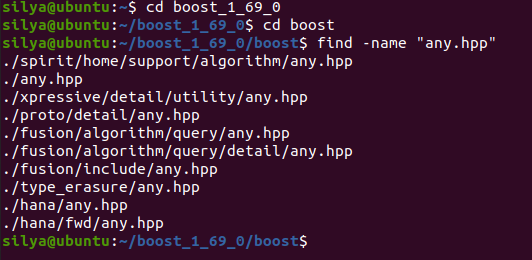 silya@ubuntu:~$ cd boost_1_69_0
silya@ubuntu:~/boost_1_69_0$ cd boost
silya@ubuntu:~/boost_1_69_0/boost$ find -name "any.hpp"
./spirit/home/support/algorithm/any.hpp
./any.hpp
./xpressive/detail/utility/any.hpp
./proto/detail/any.hpp
./fusion/algorithm/query/any.hpp
./fusion/algorithm/query/detail/any.hpp
./fusion/include/any.hpp
./type_erasure/any.hpp
./hana/any.hpp
./hana/fwd/any.hpp
silya@ubuntu:~/boost_1_69_0/boost$